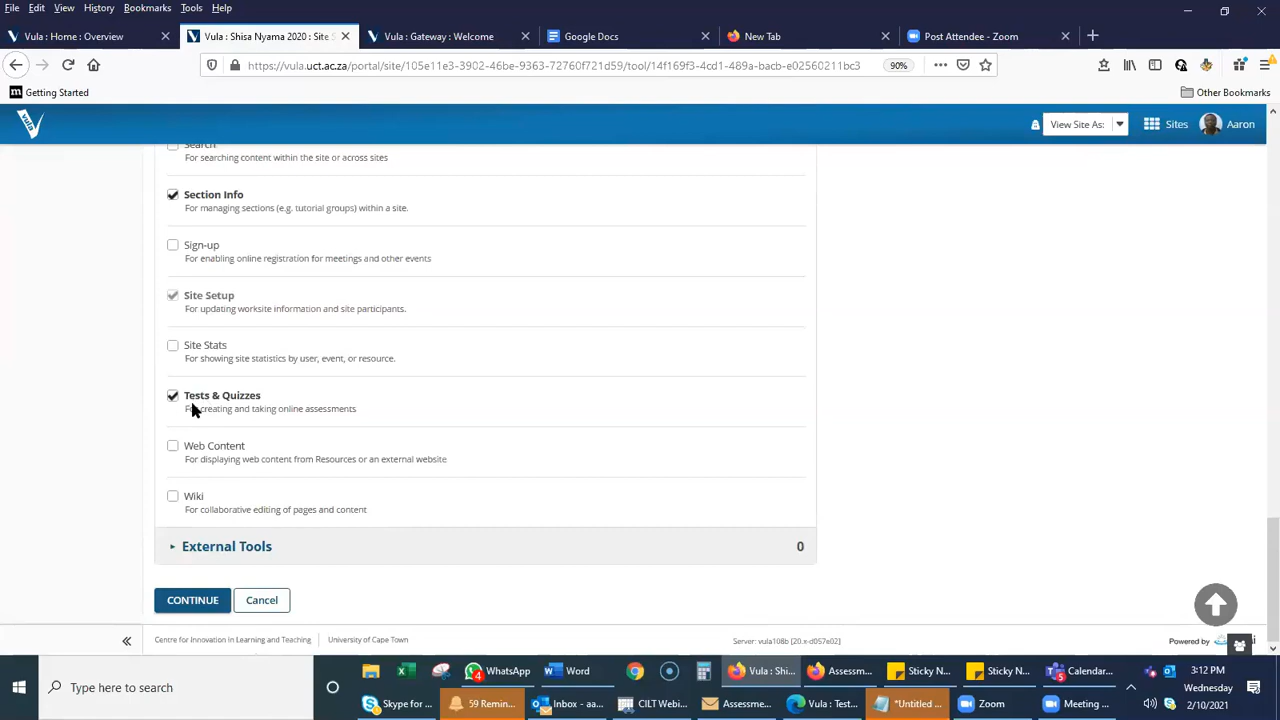 File Edit View History Bookmarks Tools Help
Vula : Home : Overview
Vula : Shisa Nyama 2020 : Site S
Vula : Gateway : Welcome
Google Docs
New Tab
Post Attendee - Zoom
https://vula.uct.ac.za/portal/site/105e11e3-3902-46be-9363-72760f721d59/tool/14f169f3-4cd1-489a-bacb-e02560211bc3
90%
Getting Started
Other Bookmarks
vula
View Site As:
Sites
Aaron
Search
For searching content within the site or across sites
Section Info
For managing sections (e.g. tutorial groups) within a site.
Sign-up
For enabling online registration for meetings and other events
Site Setup
For updating worksite information and site participants.
Site Stats
For showing site statistics by user, event, or resource.
Tests & Quizzes
For creating and taking online assessments
Web Content
For displaying web content from Resources or an external website
Wiki
For collaborative editing of pages and content
External Tools 0
CONTINUE Cancel
Centre for Innovation in Learning and Teaching University of Cape Town Server: vula108b [20.x-d057e02] Powered by
4 WhatsApp
Word
Vula : Shi...
Assessm...
Sticky N...
Sticky N...
5 Calendar...
3:12 PM
Type here to search
Wednesday
Skype for ...
59 Remin...
Inbox - aa...
CILT Webi...
Assessme...
Vula : Test...
*Untitled ...
Zoom
Meeting ...
2/10/2021